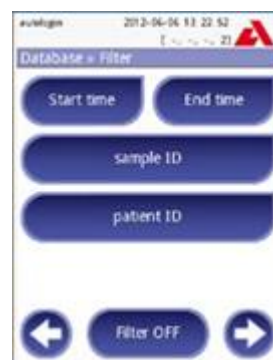 autologin 2012-06-06 13:22:52
[ -, -, -, 2]
Database » Filter
Start time End time
sample ID
patient ID
Filter OFF